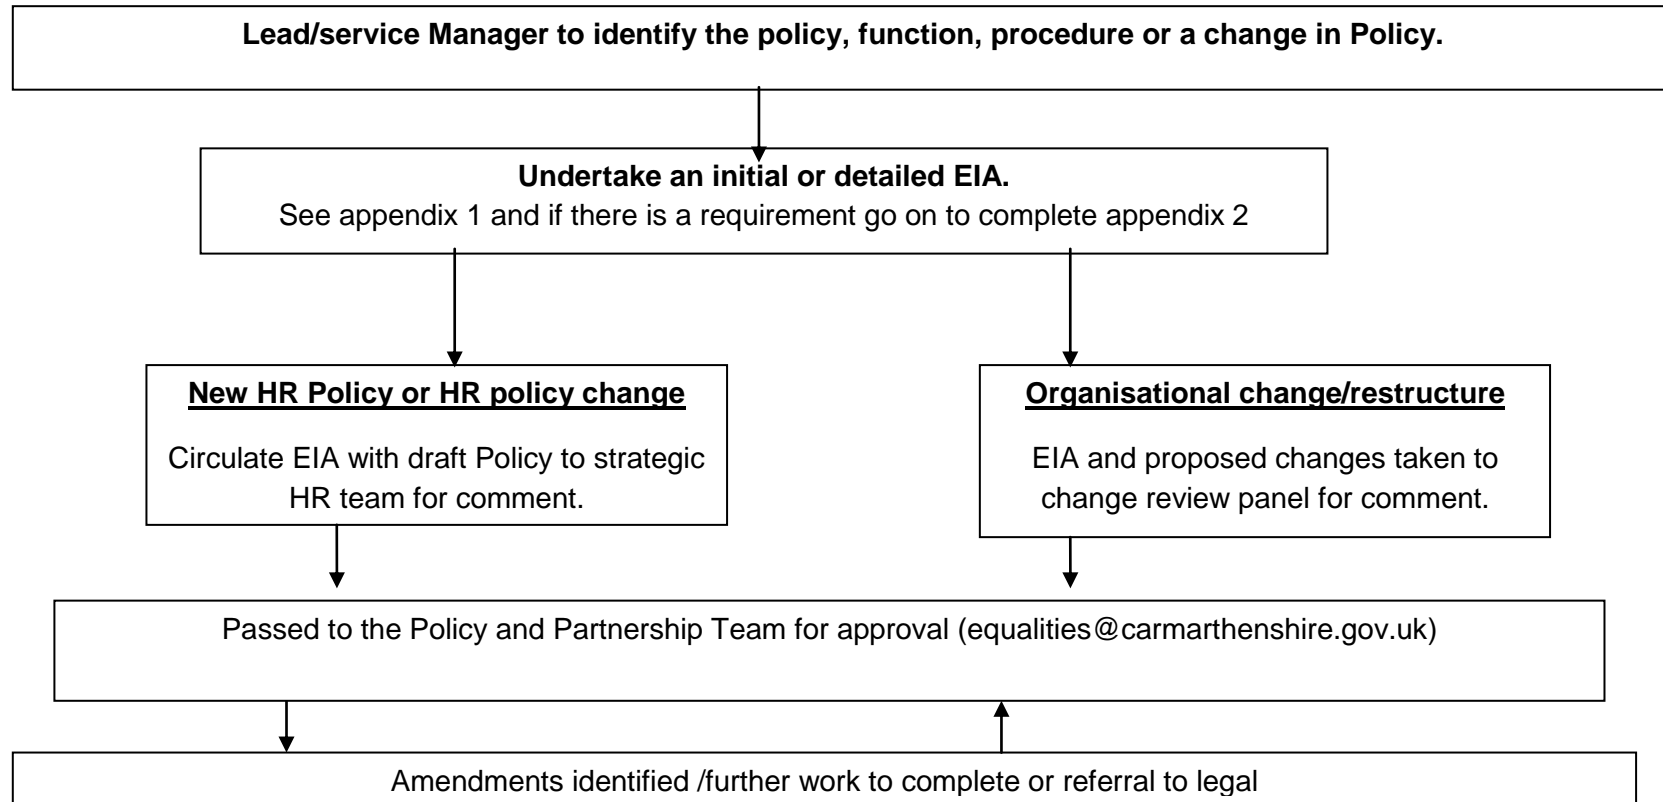 Lead/service Manager to identify the policy, function, procedure or a change in Policy.
Undertake an initial or detailed EIA.
See appendix 1 and if there is a requirement go on to complete appendix 2
New HR Policy or HR policy change
Circulate EIA with draft Policy to strategic
HR team for comment.
Organisational change/restructure
EIA and proposed changes taken to
change review panel for comment.
Passed to the Policy and Partnership Team for approval (equalities@carmarthenshire.gov.uk)
Amendments identified /further work to complete or referral to legal